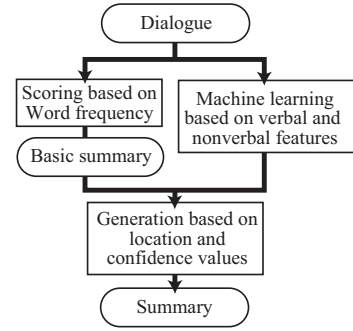 Dialogue
Scoring based on
Word frequency
Basic summary
Machine learning
based on verbal and
nonverbal features
Generation based on
location and
confidence values
Summary